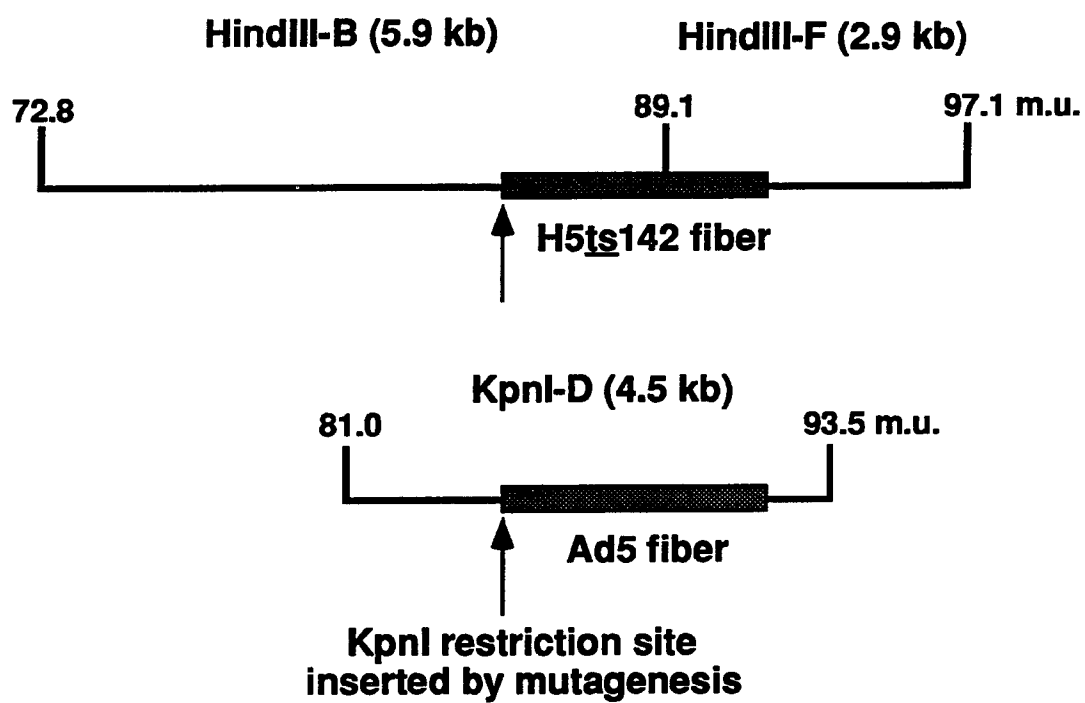 HindIII-B (5.9 kb)
HindIII-F (2.9 kb)
72.8
89.1
97.1 m.u.
H5ts142 fiber
KpnI-D (4.5 kb)
81.0
93.5 m.u.
Ad5 fiber
KpnI restriction site
inserted by mutagenesis